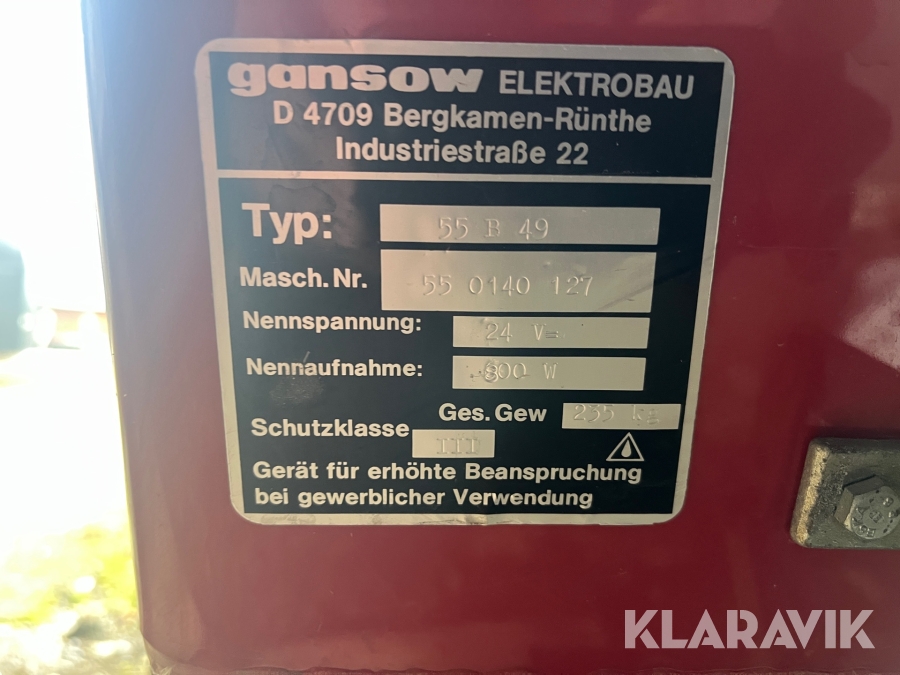 gansow ELEKTROBAU
D 4709 Bergkamen-Rünthe
Industriestraße 22
Typ: 55 B 49
Masch. Nr. 55 0140 127
Nennspannung: 24 V=
Nennaufnahme: 800 W
Ges. Gew 235 kg
Schutzklasse III
Gerät für erhöhte Beanspruchung
bei gewerblicher Verwendung
KLARAVIK